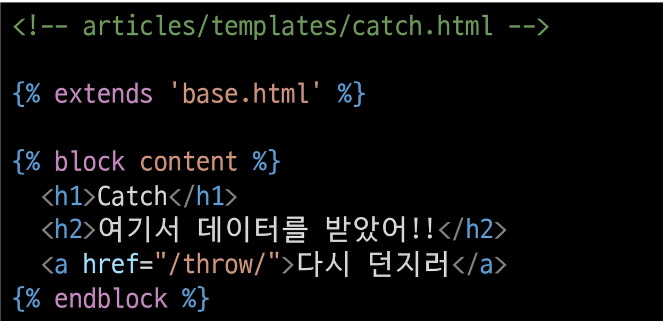 <!-- articles/templates/catch.html -->
{% extends 'base.html' %}
{% block content %}
<h1>Catch</h1>
<h2>여기서 데이터를 받았어!!</h2>
<a href="/throw/">다시 던지러</a>
{% endblock %}